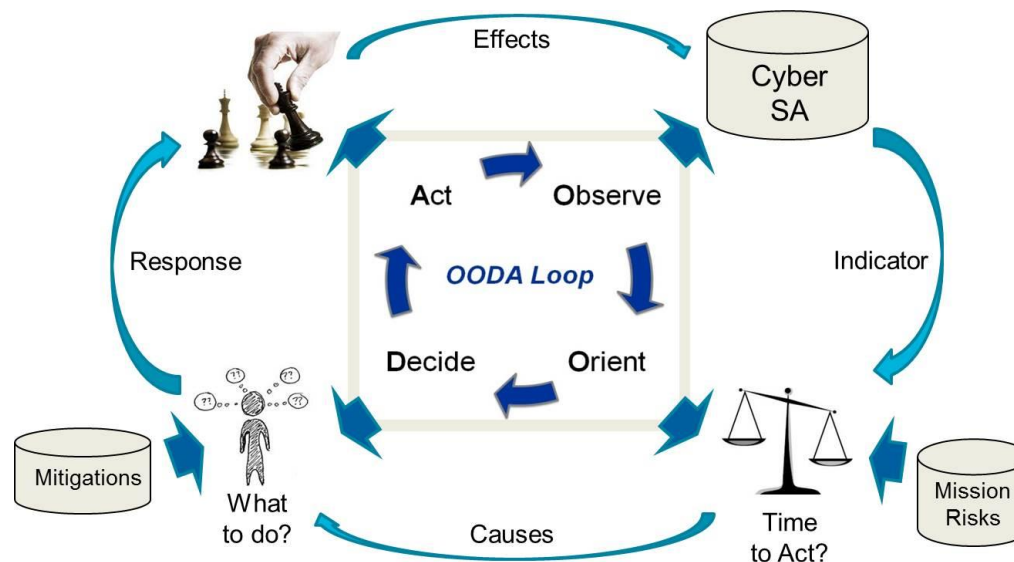 Effects
Cyber
SA
Act
Observe
Response
OODA Loop
Indicator
Decide
Orient
??
??
??
??
Mitigations
What
to do?
Causes
Time
to Act?
Mission
Risks